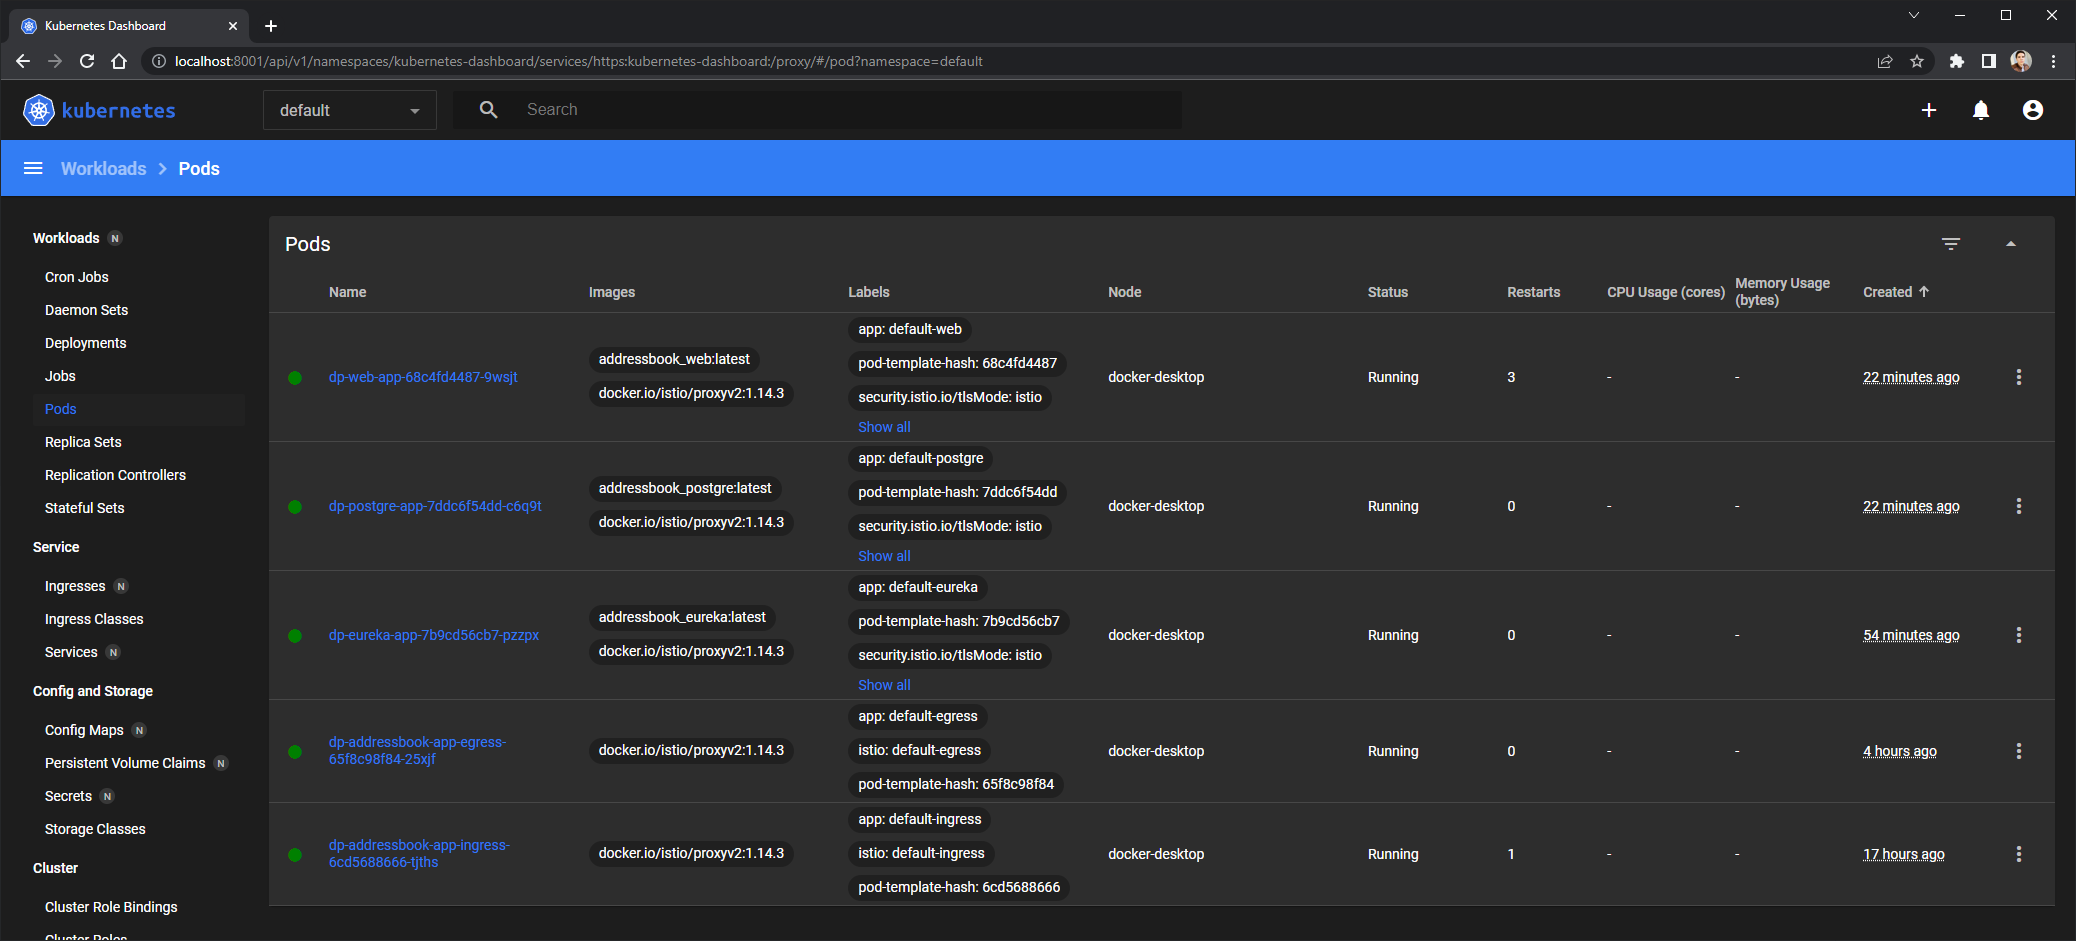 Kubernetes Dashboard
localhost:8001/api/v1/namespaces/kubernetes-dashboard/services/https:kubernetes-dashboard:/proxy/#/pod?namespace=default
kubernetes
default
Search
Workloads > Pods
Workloads N
Cron Jobs
Daemon Sets
Deployments
Jobs
Pods
Replica Sets
Replication Controllers
Stateful Sets
Service
Ingresses N
Ingress Classes
Services N
Config and Storage
Config Maps N
Persistent Volume Claims N
Secrets N
Storage Classes
Cluster
Cluster Role Bindings
Cluster Roles
Pods
Name Images Labels Node Status Restarts CPU Usage (cores) Memory Usage (bytes) Created
dp-web-app-68c4fd4487-9wsjt
addressbook_web:latest
docker.io/istio/proxyv2:1.14.3
app: default-web
pod-template-hash: 68c4fd4487
security.istio.io/tlsMode: istio
Show all
docker-desktop Running 3 - - 22 minutes ago
dp-postgre-app-7ddc6f54dd-c6q9t
addressbook_postgre:latest
docker.io/istio/proxyv2:1.14.3
app: default-postgre
pod-template-hash: 7ddc6f54dd
security.istio.io/tlsMode: istio
Show all
docker-desktop Running 0 - - 22 minutes ago
dp-eureka-app-7b9cd56cb7-pzzpx
addressbook_eureka:latest
docker.io/istio/proxyv2:1.14.3
app: default-eureka
pod-template-hash: 7b9cd56cb7
security.istio.io/tlsMode: istio
Show all
docker-desktop Running 0 - - 54 minutes ago
dp-addressbook-app-egress-
65f8c98f84-25xjf
docker.io/istio/proxyv2:1.14.3
app: default-egress
istio: default-egress
pod-template-hash: 65f8c98f84
docker-desktop Running 0 - - 4 hours ago
dp-addressbook-app-ingress-
6cd5688666-tjths
docker.io/istio/proxyv2:1.14.3
app: default-ingress
istio: default-ingress
pod-template-hash: 6cd5688666
docker-desktop Running 1 - - 17 hours ago